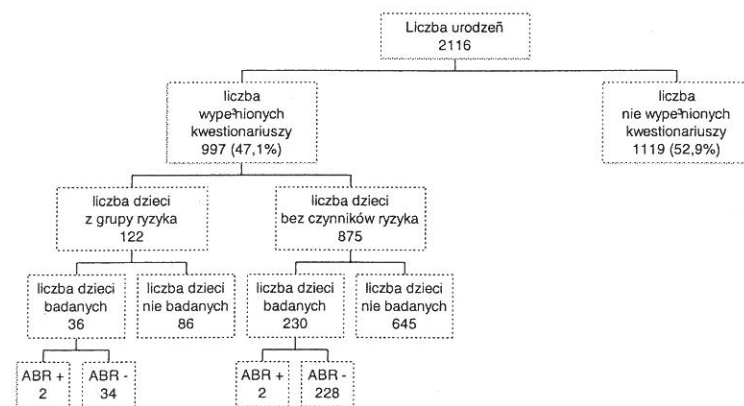 Liczba urodzeń
2116
liczba
wype³nionych
kwestionariuszy
997 (47,1%)
liczba
nie wype³nionych
kwestionariuszy
1119 (52,9%)
liczba dzieci
z grupy ryzyka
122
liczba dzieci
bez czynników ryzyka
875
liczba dzieci
badanych
36
liczba dzieci
nie badanych
86
liczba dzieci
badanych
230
liczba dzieci
nie badanych
645
ABR +
2
ABR -
34
ABR +
2
ABR -
228